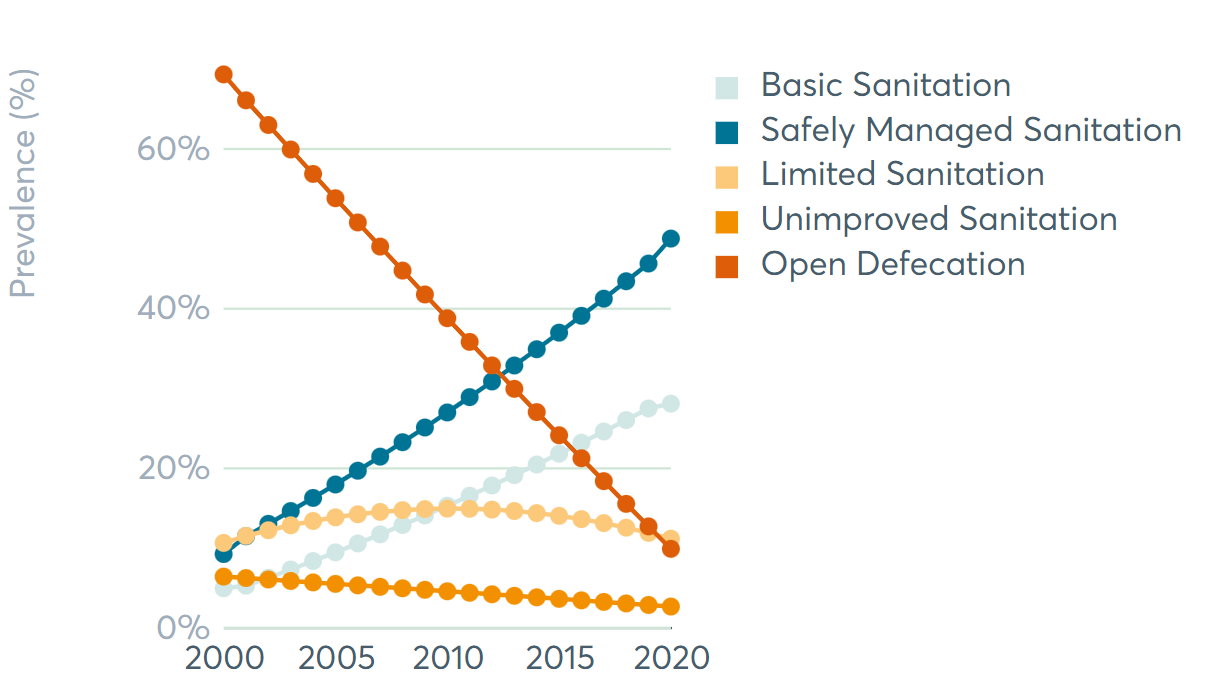 Prevalence (%)
60%
40%
20%
0%
2000 2005 2010 2015 2020
Basic Sanitation
Safely Managed Sanitation
Limited Sanitation
Unimproved Sanitation
Open Defecation